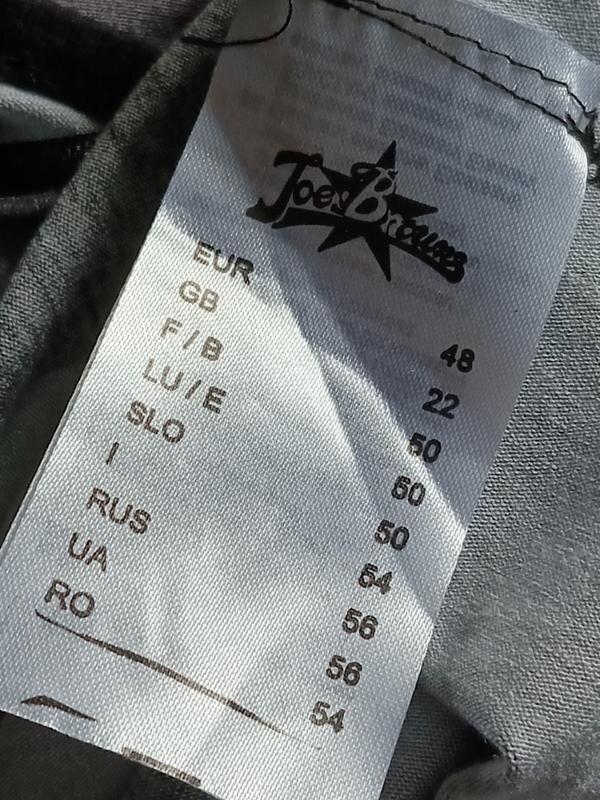 Joe Browns
EUR 48
GB 22
F / B 50
LU / E 50
SLO 50
I 54
RUS 56
UA 56
RO 54